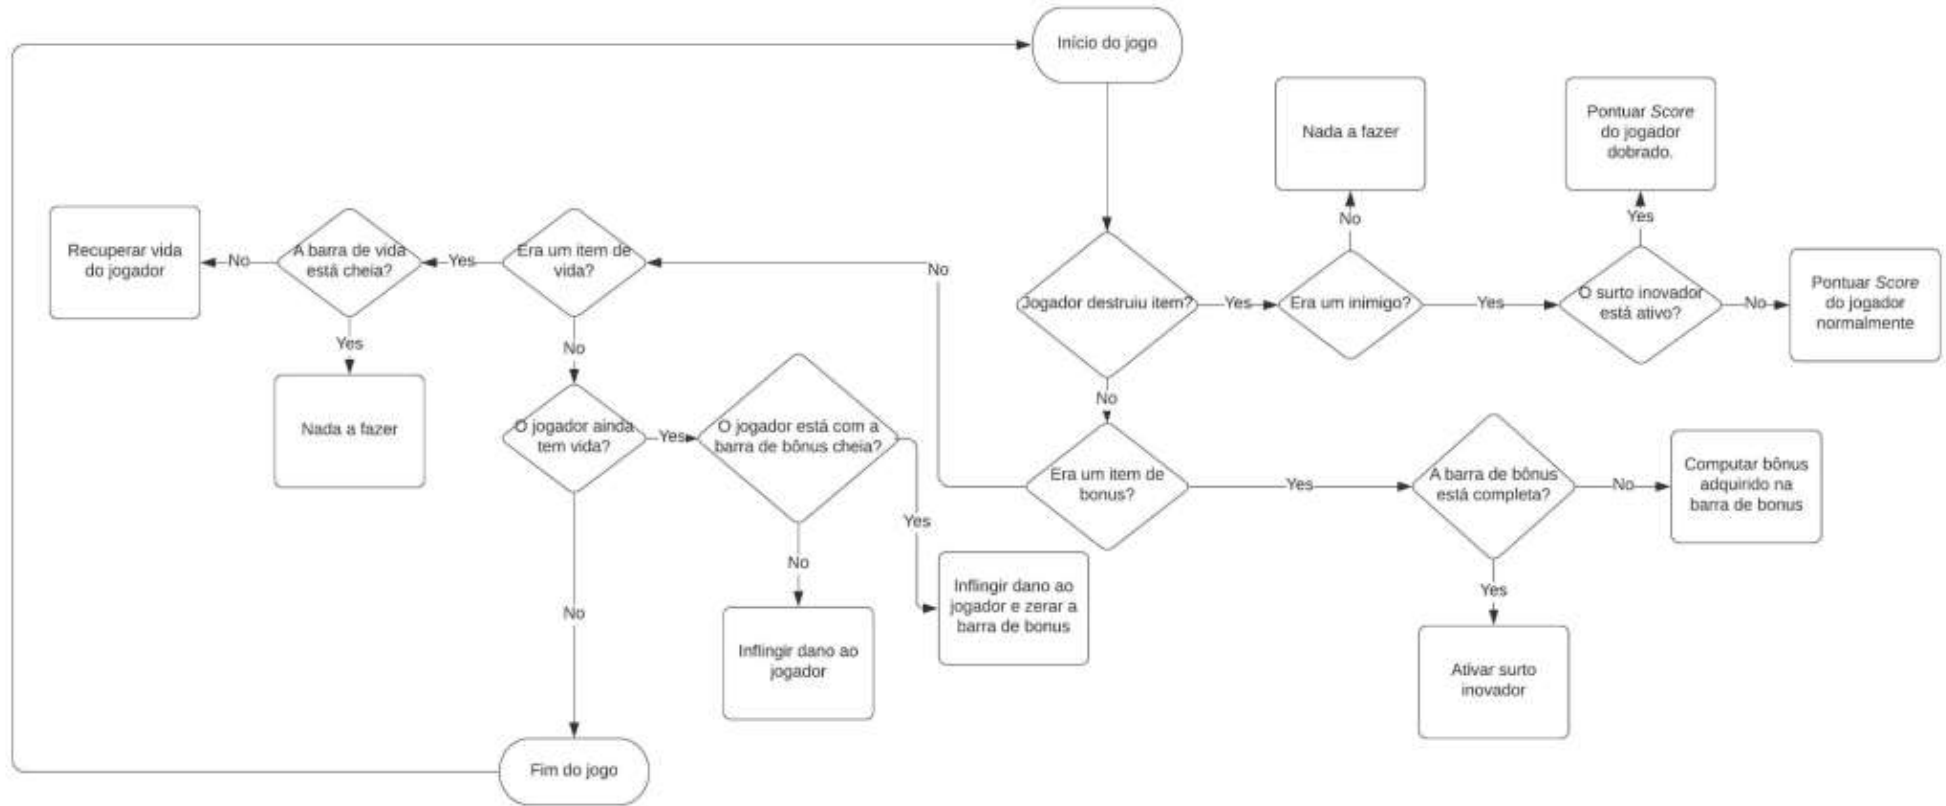 Início do jogo
Nada a fazer
Pontuar Score
do jogador
dobrado.
No
Yes
Recuperar vida
do jogador
No
A barra de vida
está cheia?
Yes
Era um item de
vida?
No
Jogador destruiu item?
Yes
Era um inimigo?
Yes
O surto inovador
está ativo?
No
Pontuar Score
do jogador
normalmente
Yes
No
Nada a fazer
O jogador ainda
tem vida?
Yes
O jogador está com a
barra de bônus cheia?
No
Era um item de
bonus?
Yes
A barra de bônus
está completa?
No
Computar bônus
adquirido na
barra de bonus
Yes
No
No
Inflingir dano ao
jogador e zerar a
barra de bonus
Yes
Inflingir dano ao
jogador
Ativar surto
inovador
Fim do jogo